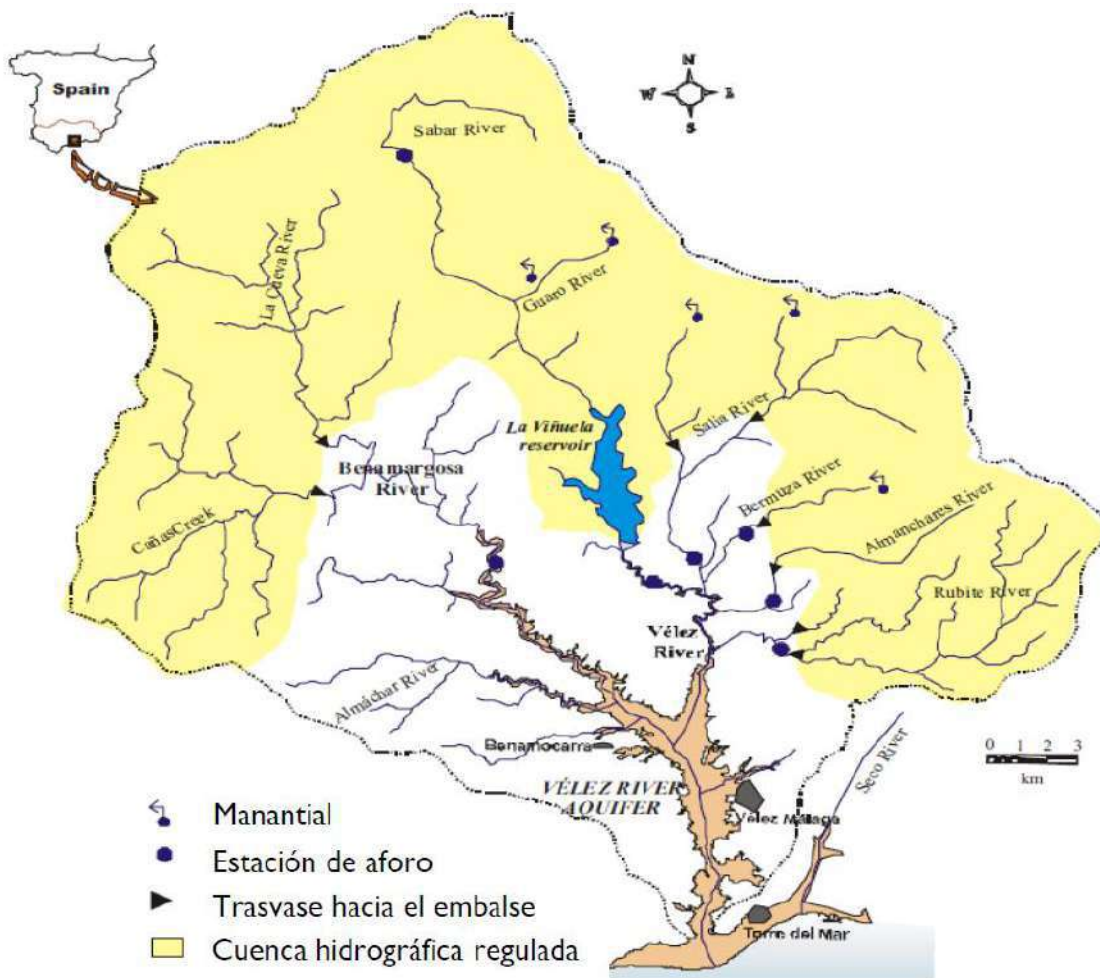 Spain
N
W
S
Sabar River
La Cueva River
Guaro River
La Viñuela
reservoir
Salia River
Benamargosa
River
Bermuza River
Cañas Creek
Almanchares River
Rubite River
Vélez
River
Almáchar River
Benamocarra
Seco River
0 1 2 3
km
VÉLEZ RIVER
AQUIFER
Vélez Málaga
Torre del Mar
Manantial
Estación de aforo
Trasvase hacia el embalse
Cuenca hidrográfica regulada